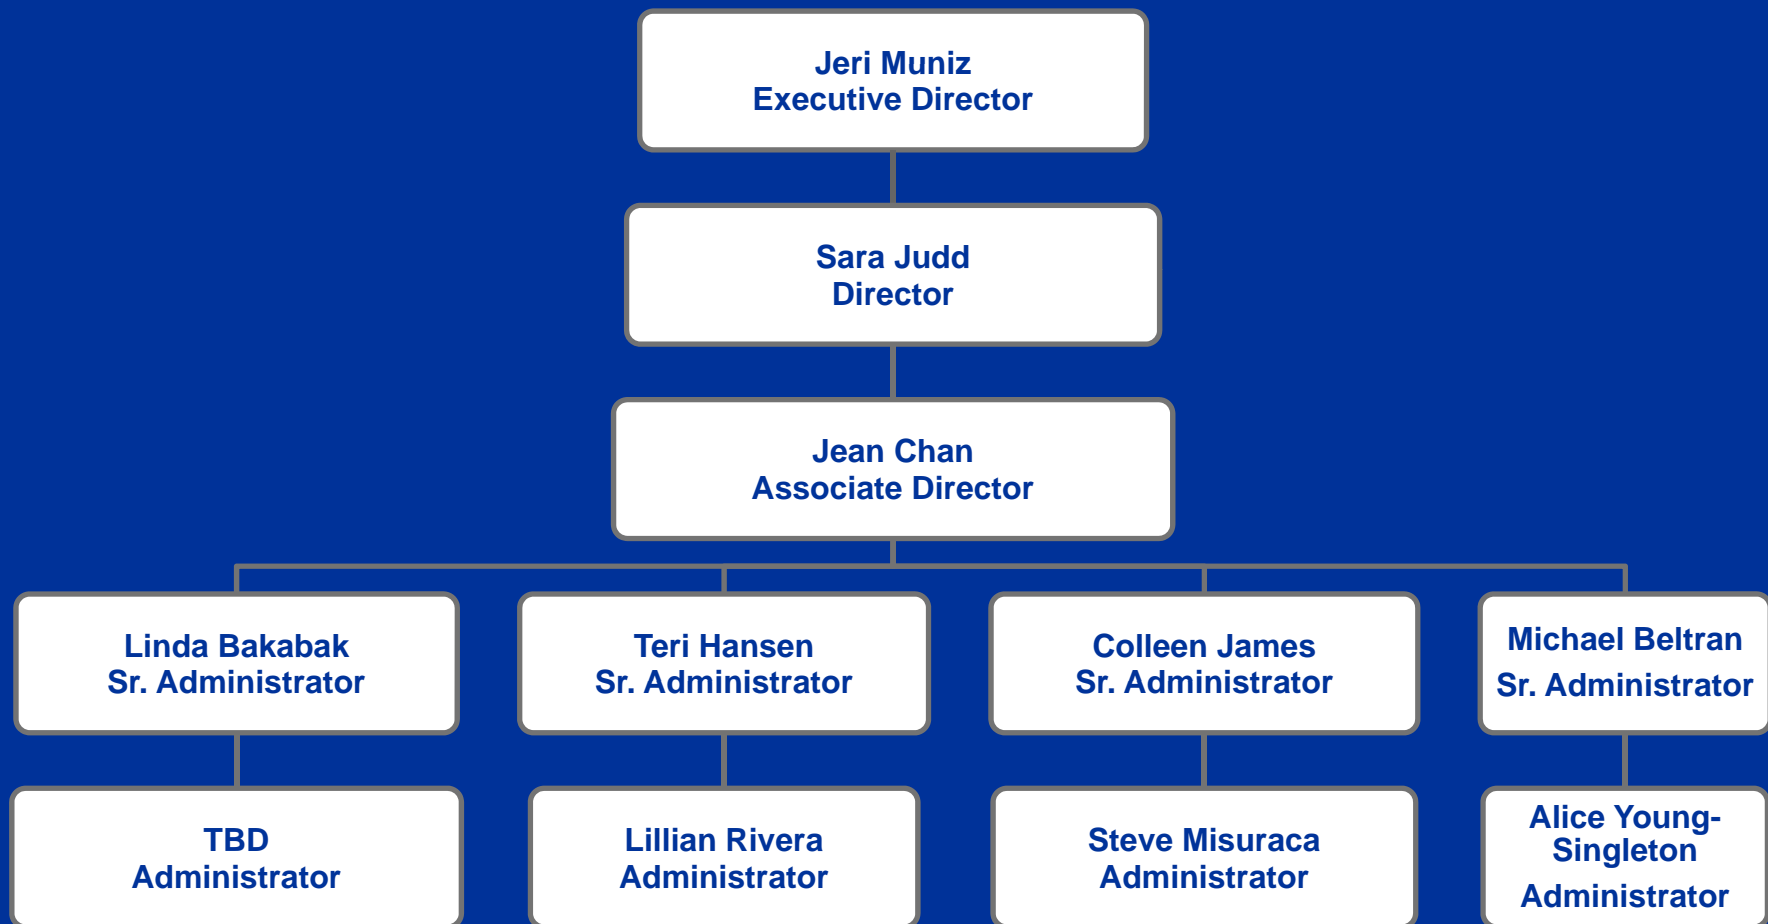 Jeri Muniz
Executive Director
Sara Judd
Director
Jean Chan
Associate Director
Linda Bakabak
Sr. Administrator
Teri Hansen
Sr. Administrator
Colleen James
Sr. Administrator
Michael Beltran
Sr. Administrator
TBD
Administrator
Lillian Rivera
Administrator
Steve Misuraca
Administrator
Alice Young-
Singleton
Administrator